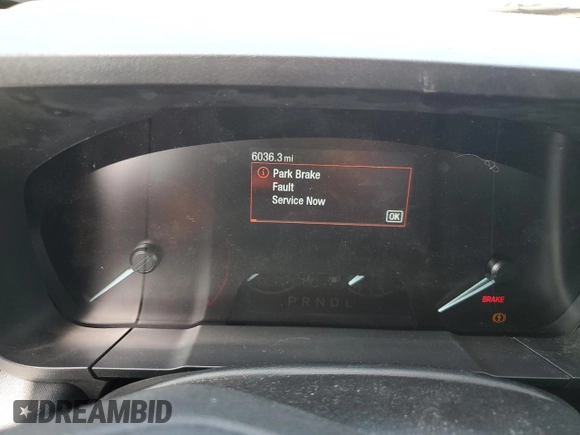 6036.3 mi
Park Brake
Fault
Service Now
OK
PRNDL
BRAKE
DREAMBID